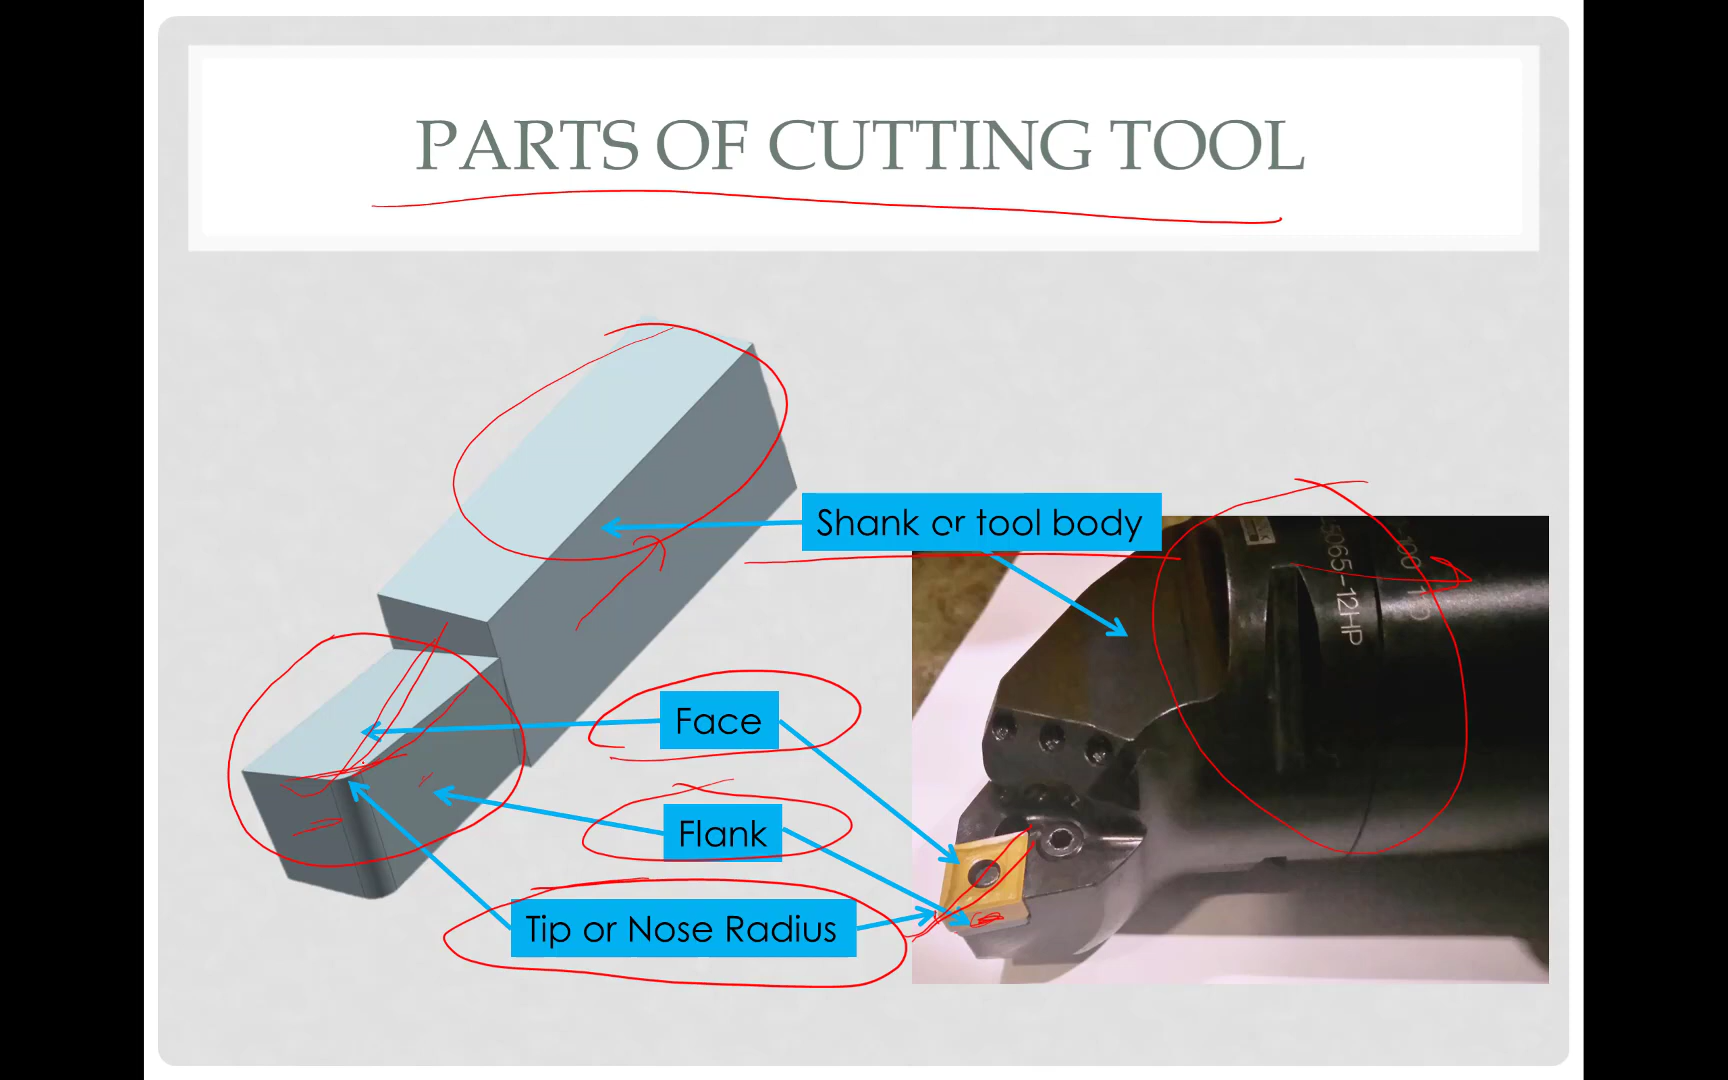 PARTS OF CUTTING TOOL
Shank or tool body
5065-12HP
Face
Flank
Tip or Nose Radius